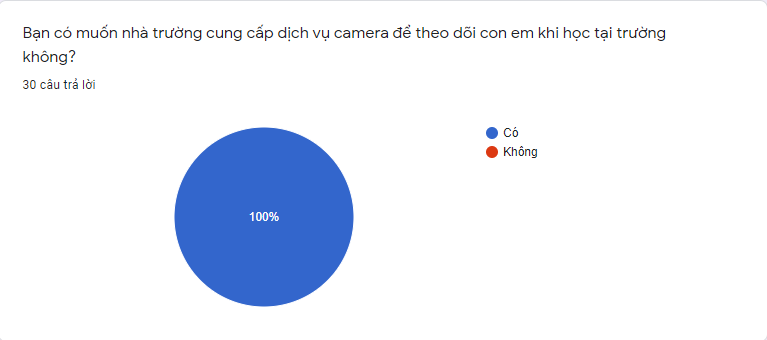 Bạn có muốn nhà trường cung cấp dịch vụ camera để theo dõi con em khi học tại trường
không?
30 câu trả lời
Có
Không
100%